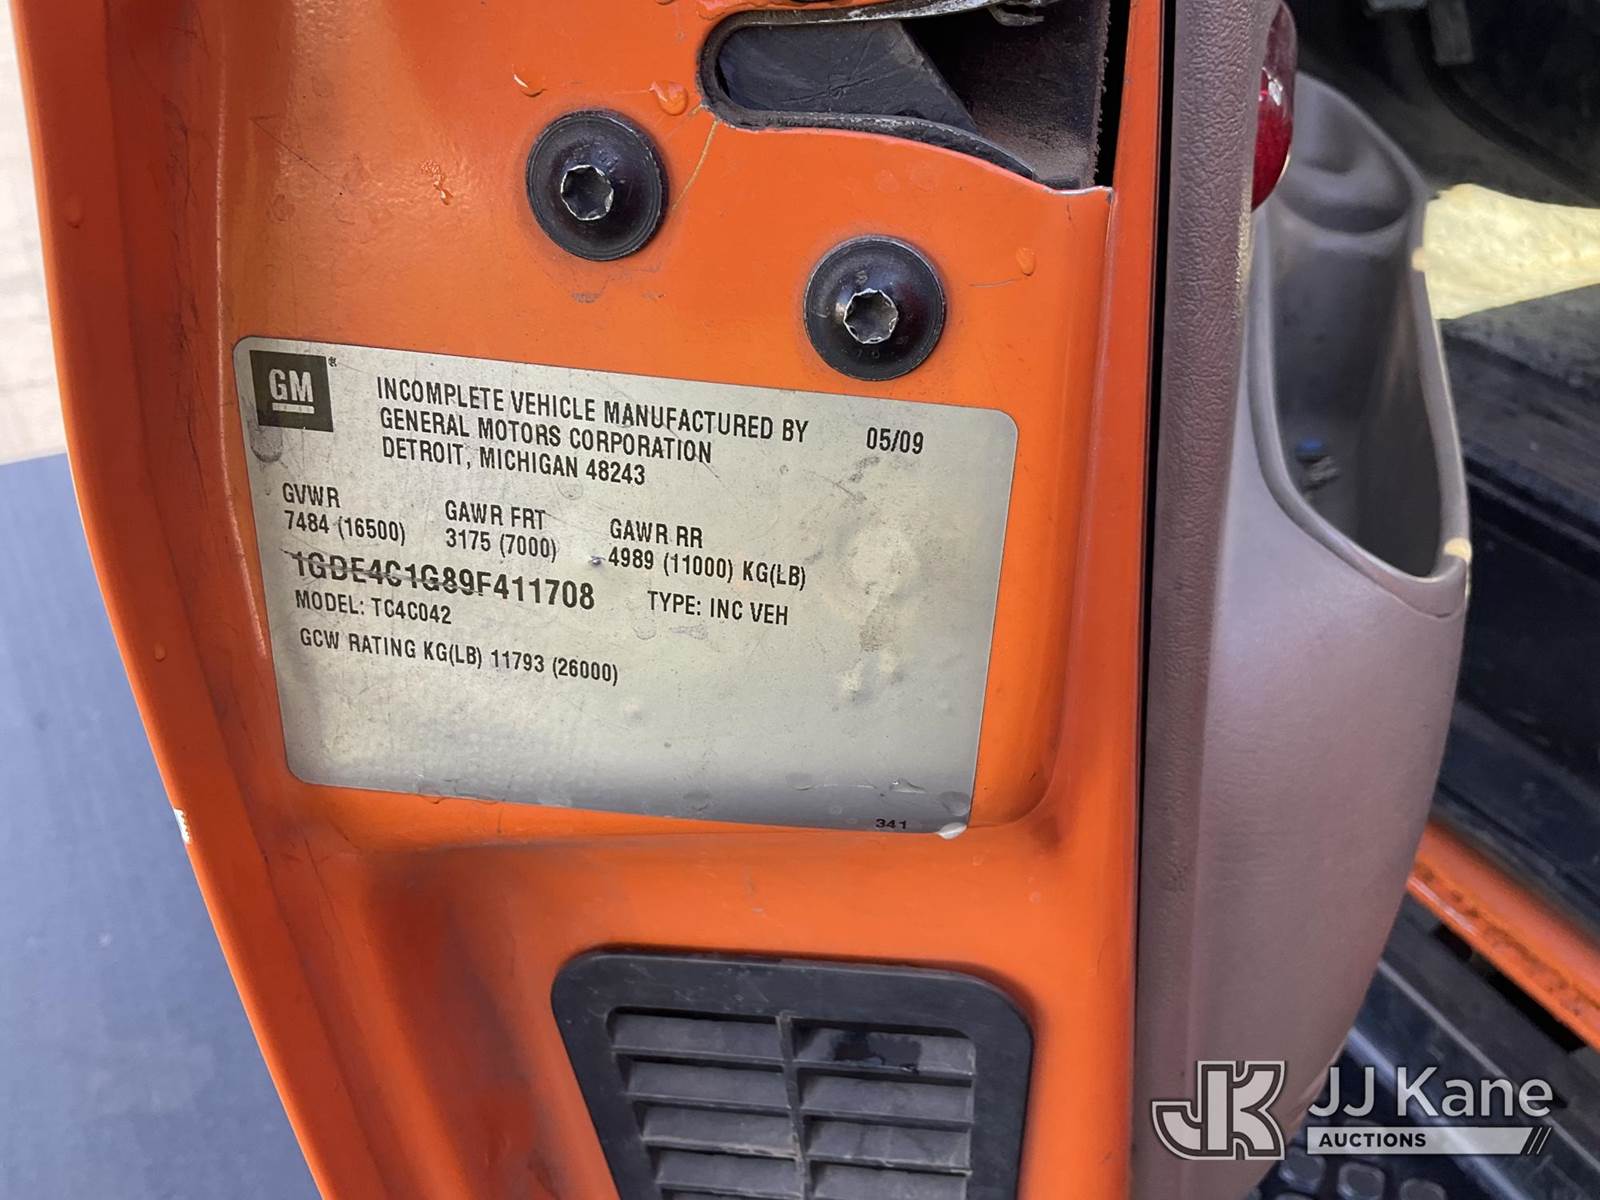 GM
INCOMPLETE VEHICLE MANUFACTURED BY
GENERAL MOTORS CORPORATION
DETROIT, MICHIGAN 48243
05/09
GVWR
7484 (16500)
GAWR FRT
3175 (7000)
GAWR RR
4989 (11000) KG(LB)
1GDE4C1G89F411708
TYPE: INC VEH
MODEL: TC4C042
GCW RATING KG(LB) 11793 (26000)
341
JK JJ Kane
AUCTIONS